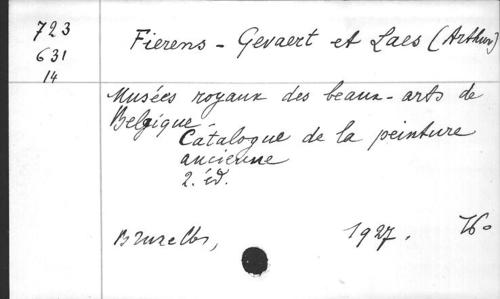 723
631
14
Fierens - Gevaert et Laes (Arthur)
Musées royaux des beaux-arts de
Belgique.
Catalogue de la peinture
ancienne
2. éd.
Bruxelles, 1927.